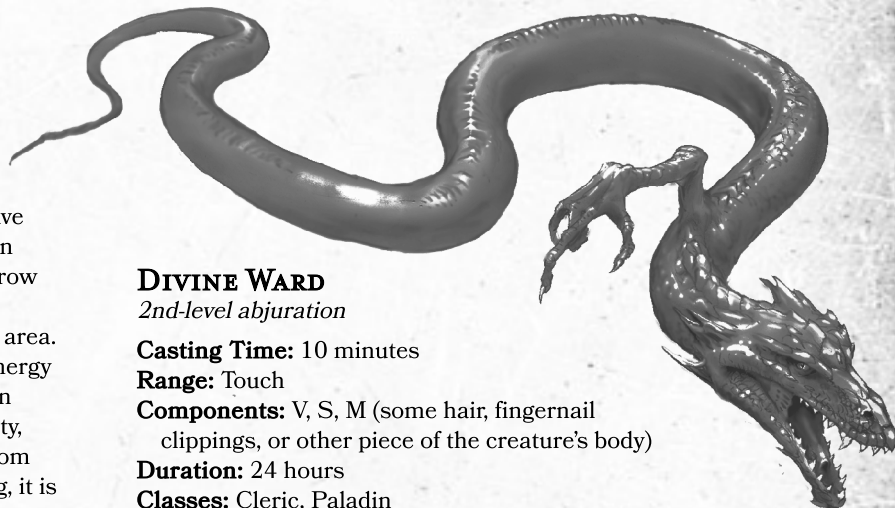 ve
n
row
area.
nergy
n
ty,
om
g, it is
Divine Ward
2nd-level abjuration
Casting Time: 10 minutes
Range: Touch
Components: V, S, M (some hair, fingernail
clippings, or other piece of the creature's body)
Duration: 24 hours
Classes: Cleric, Paladin